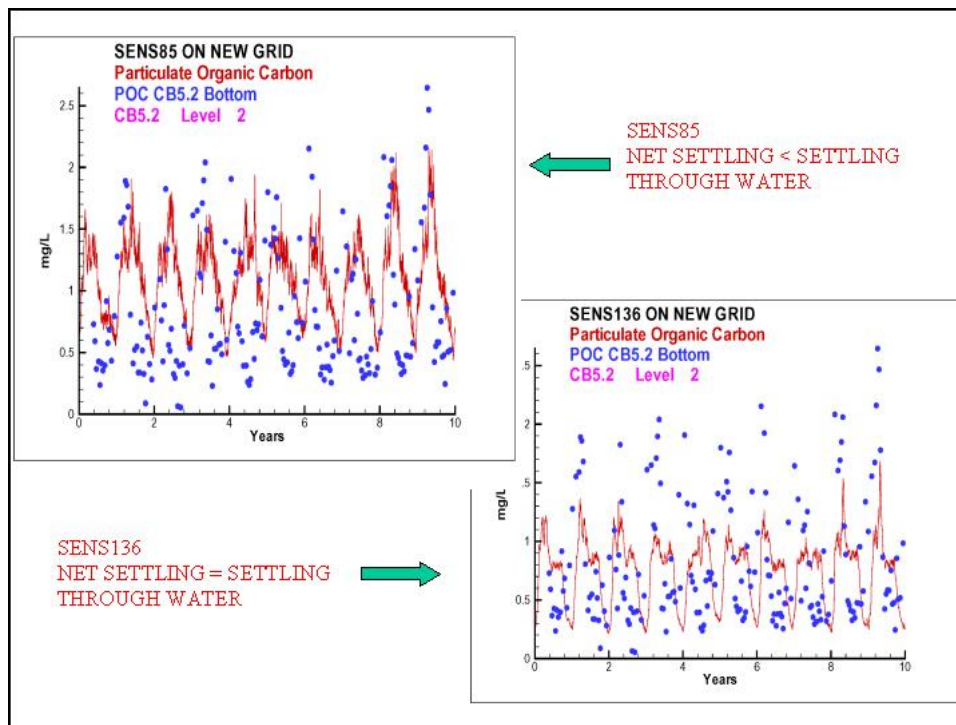 SENS85 ON NEW GRID
Particulate Organic Carbon
POC CB5.2 Bottom
CB5.2 Level 2
2.5
2
1.5
1
0.5
0
mg/L
0 2 4 6 8 10
Years
SENS85
NET SETTLING < SETTLING
THROUGH WATER
SENS136 ON NEW GRID
Particulate Organic Carbon
POC CB5.2 Bottom
CB5.2 Level 2
.5
2
.5
1
0.5
0
mg/L
0 2 4 6 8 10
Years
SENS136
NET SETTLING = SETTLING
THROUGH WATER